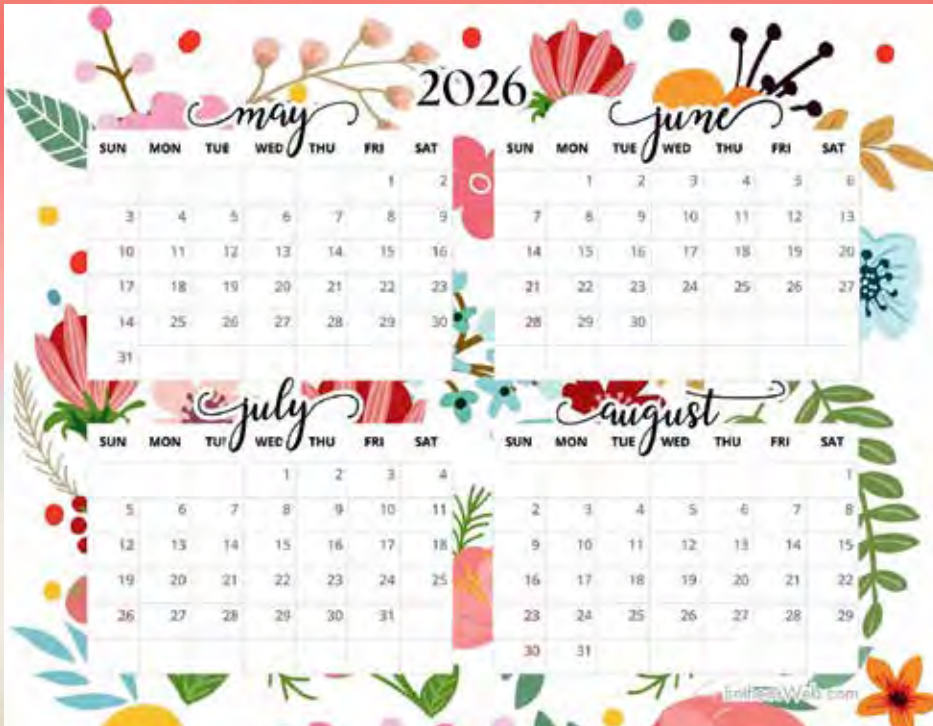 2026
may
SUN MON TUE WED THU FRI SAT
1 2
3 4 5 6 7 8 9
10 11 12 13 14 15 16
17 18 19 20 21 22 23
14 25 26 27 28 29 30
31
june
SUN MON TUE WED THU FRI SAT
1 2 3 4 5 6
7 8 9 10 11 12 13
14 15 16 17 18 19 20
21 22 23 24 25 26 27
28 29 30
july
SUN MON TUE WED THU FRI SAT
1 2 3 4
5 6 7 8 9 10 11
12 13 14 15 16 17 18
19 20 21 22 23 24 25
26 27 28 29 30 31
august
SUN MON TUE WED THU FRI SAT
1
2 3 4 5 6 7 8
9 10 11 12 13 14 15
16 17 18 19 20 21 22
23 24 25 26 27 28 29
30 31